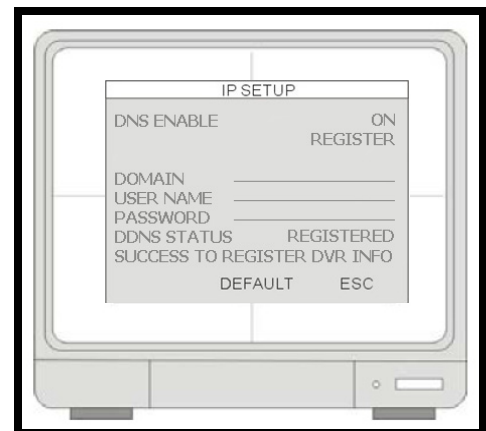 IP SETUP
DNS ENABLE ON
REGISTER
DOMAIN
USER NAME
PASSWORD
DDNS STATUS REGISTERED
SUCCESS TO REGISTER DVR INFO
DEFAULT ESC